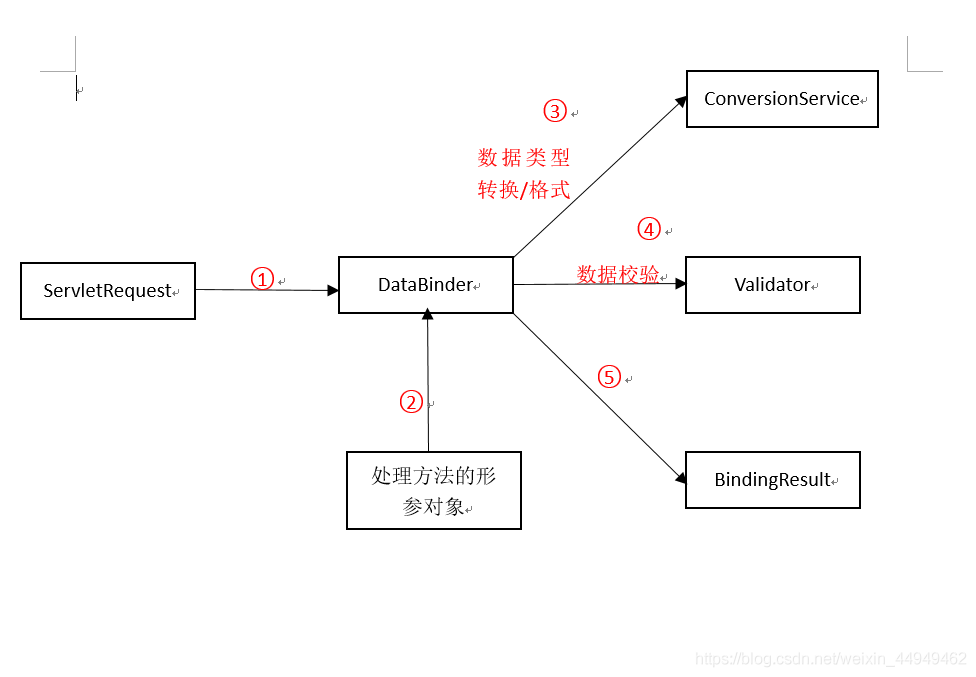 ③
ConversionService
数据类型
转换/格式
④
数据校验
ServletRequest
①
DataBinder
Validator
②
⑤
处理方法的形
参对象
BindingResult
https://blog.csdn.net/weixin_44949462